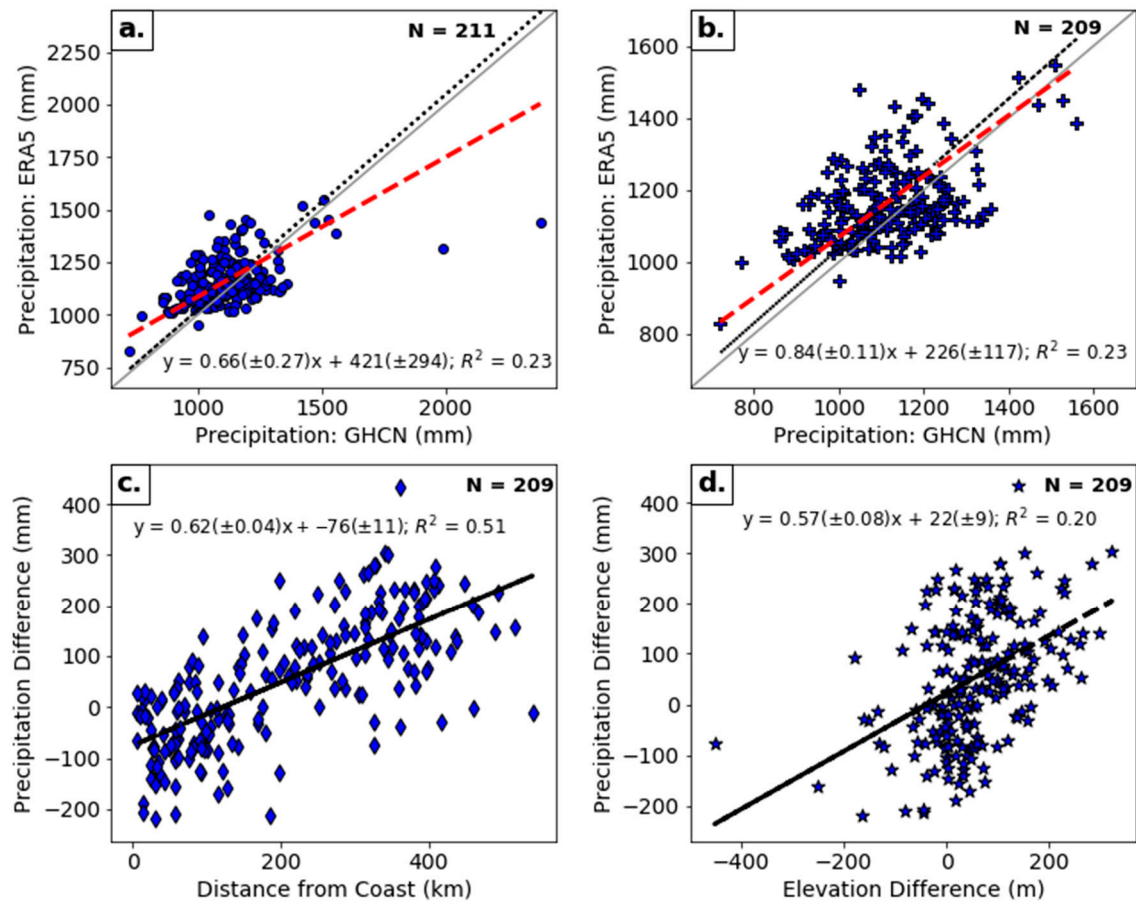 a.
N = 211
2250
2000
1750
1500
1250
1000
750
Precipitation: ERA5 (mm)
y = 0.66(±0.27)x + 421(±294); R² = 0.23
1000 1500 2000
Precipitation: GHCN (mm)
b.
N = 209
1600
1400
1200
1000
800
Precipitation: ERA5 (mm)
y = 0.84(±0.11)x + 226(±117); R² = 0.23
800 1000 1200 1400 1600
Precipitation: GHCN (mm)
c.
N = 209
y = 0.62(±0.04)x + −76(±11); R² = 0.51
400
300
200
100
0
−100
−200
Precipitation Difference (mm)
0 200 400
Distance from Coast (km)
d.
N = 209
y = 0.57(±0.08)x + 22(±9); R² = 0.20
400
300
200
100
0
−100
−200
Precipitation Difference (mm)
−400 −200 0 200
Elevation Difference (m)